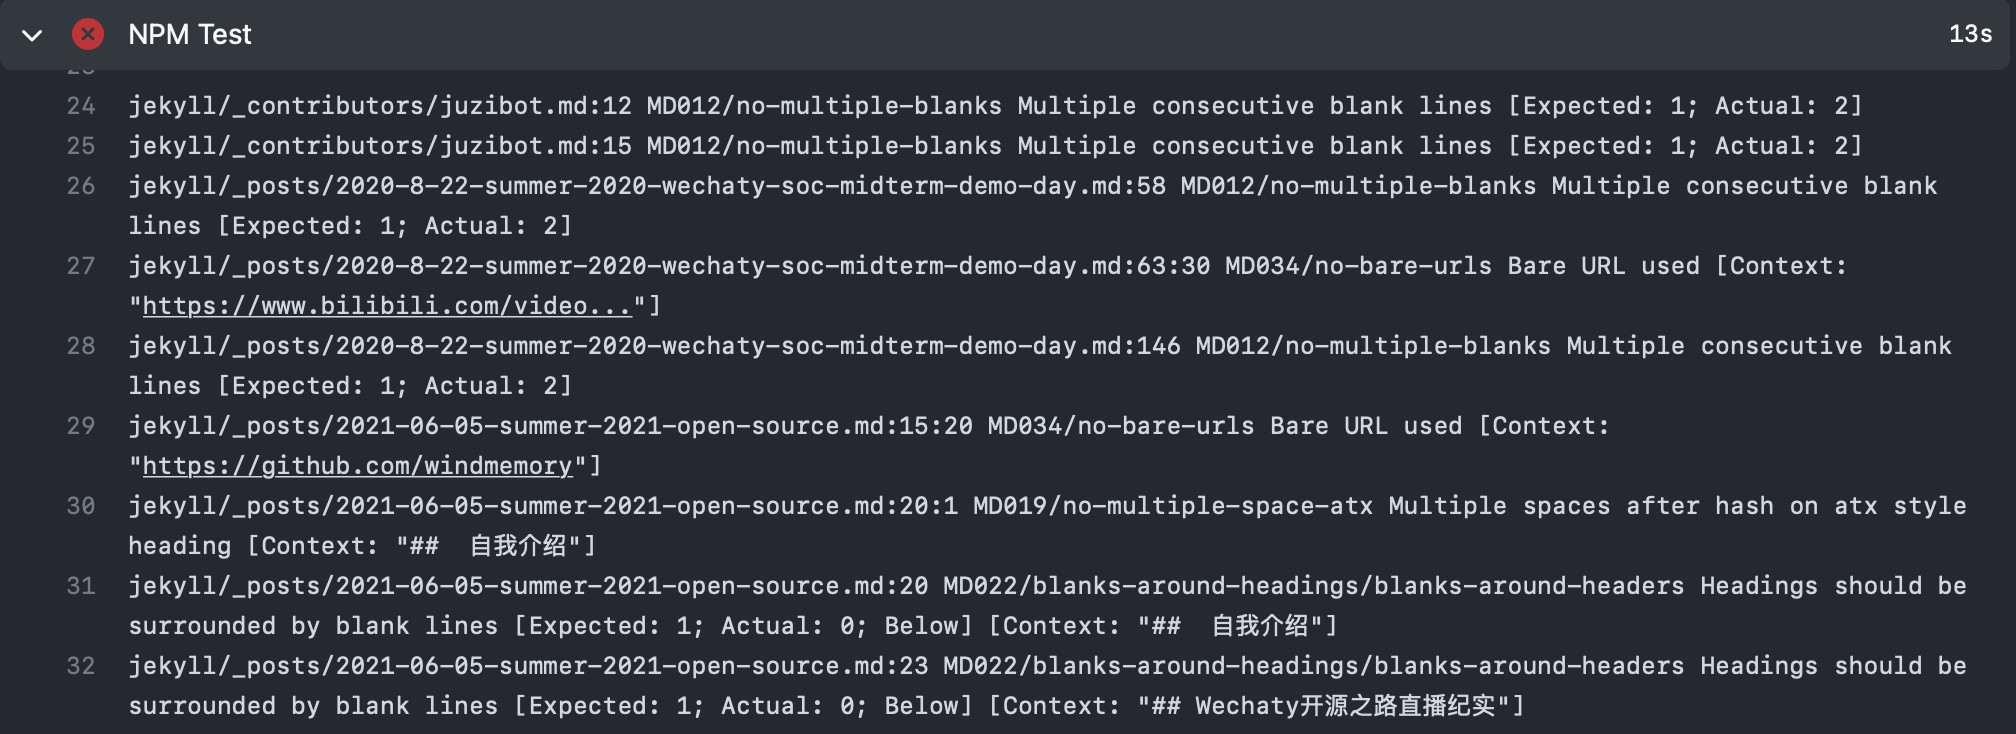 NPM Test
13s
23
24 jekyll/_contributors/juzibot.md:12 MD012/no-multiple-blanks Multiple consecutive blank lines [Expected: 1; Actual: 2]
25 jekyll/_contributors/juzibot.md:15 MD012/no-multiple-blanks Multiple consecutive blank lines [Expected: 1; Actual: 2]
26 jekyll/_posts/2020-8-22-summer-2020-wechaty-soc-midterm-demo-day.md:58 MD012/no-multiple-blanks Multiple consecutive blank
lines [Expected: 1; Actual: 2]
27 jekyll/_posts/2020-8-22-summer-2020-wechaty-soc-midterm-demo-day.md:63:30 MD034/no-bare-urls Bare URL used [Context:
"https://www.bilibili.com/video..."]
28 jekyll/_posts/2020-8-22-summer-2020-wechaty-soc-midterm-demo-day.md:146 MD012/no-multiple-blanks Multiple consecutive blank
lines [Expected: 1; Actual: 2]
29 jekyll/_posts/2021-06-05-summer-2021-open-source.md:15:20 MD034/no-bare-urls Bare URL used [Context:
"https://github.com/windmemory"]
30 jekyll/_posts/2021-06-05-summer-2021-open-source.md:20:1 MD019/no-multiple-space-atx Multiple spaces after hash on atx style
heading [Context: "##  自我介绍"]
31 jekyll/_posts/2021-06-05-summer-2021-open-source.md:20 MD022/blanks-around-headings/blanks-around-headers Headings should be
surrounded by blank lines [Expected: 1; Actual: 0; Below] [Context: "##  自我介绍"]
32 jekyll/_posts/2021-06-05-summer-2021-open-source.md:23 MD022/blanks-around-headings/blanks-around-headers Headings should be
surrounded by blank lines [Expected: 1; Actual: 0; Below] [Context: "## Wechaty开源之路直播纪实"]